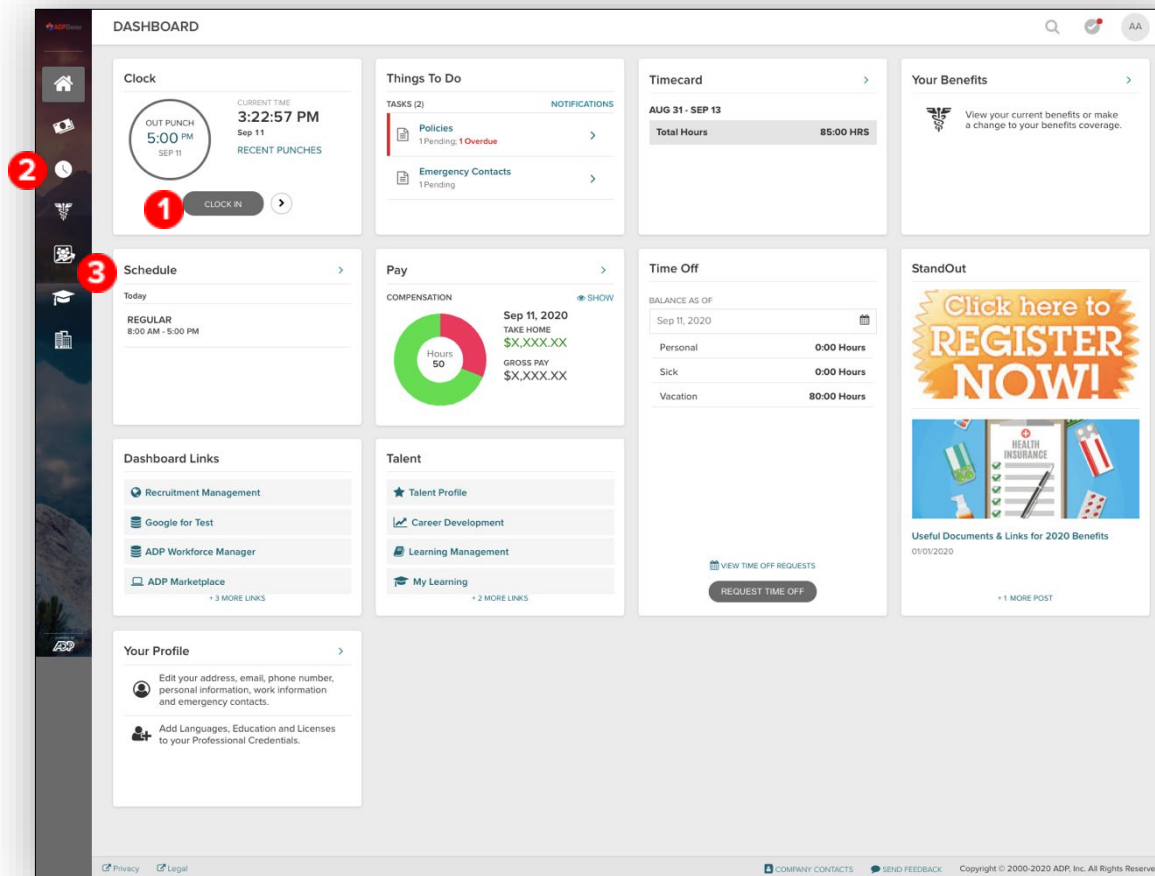 ADP Demo
DASHBOARD
AA
Clock
OUT PUNCH
5:00 PM
SEP 11
CURRENT TIME
3:22:57 PM
Sep 11
RECENT PUNCHES
1
CLOCK IN
2
3
Things To Do
TASKS (2) NOTIFICATIONS
Policies
1 Pending; 1 Overdue
Emergency Contacts
1 Pending
Timecard
AUG 31 - SEP 13
Total Hours 85:00 HRS
Your Benefits
View your current benefits or make
a change to your benefits coverage.
Schedule
Today
REGULAR
8:00 AM - 5:00 PM
Pay
COMPENSATION SHOW
Hours
50
Sep 11, 2020
TAKE HOME
$X,XXX.XX
GROSS PAY
$X,XXX.XX
Time Off
BALANCE AS OF
Sep 11, 2020
Personal 0:00 Hours
Sick 0:00 Hours
Vacation 80:00 Hours
VIEW TIME OFF REQUESTS
REQUEST TIME OFF
StandOut
Click here to
REGISTER
NOW!
HEALTH
INSURANCE
Useful Documents & Links for 2020 Benefits
01/01/2020
+ 1 MORE POST
Dashboard Links
Recruitment Management
Google for Test
ADP Workforce Manager
ADP Marketplace
+ 3 MORE LINKS
Talent
Talent Profile
Career Development
Learning Management
My Learning
+ 2 MORE LINKS
ADP
Your Profile
Edit your address, email, phone number,
personal information, work information
and emergency contacts.
Add Languages, Education and Licenses
to your Professional Credentials.
Privacy Legal
COMPANY CONTACTS SEND FEEDBACK Copyright © 2000-2020 ADP, Inc. All Rights Reserve